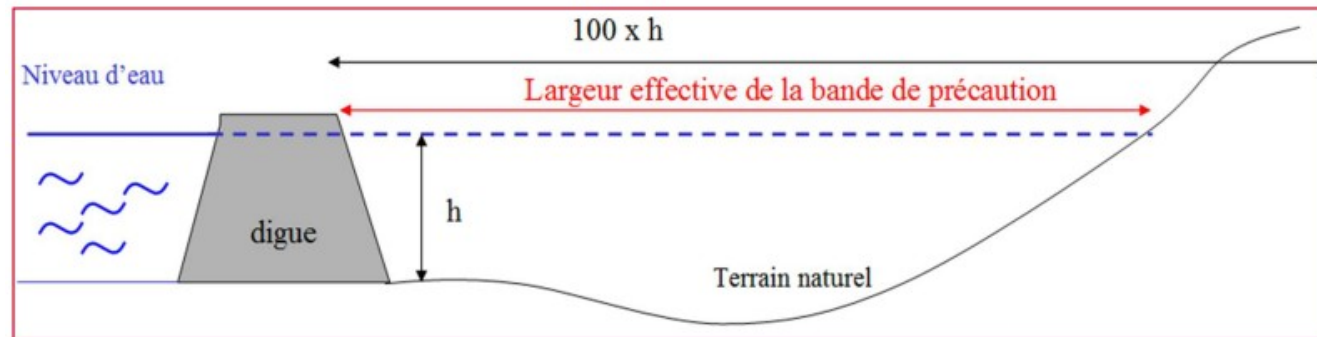 100 x h
Niveau d'eau
Largeur effective de la bande de précaution
h
digue
Terrain naturel